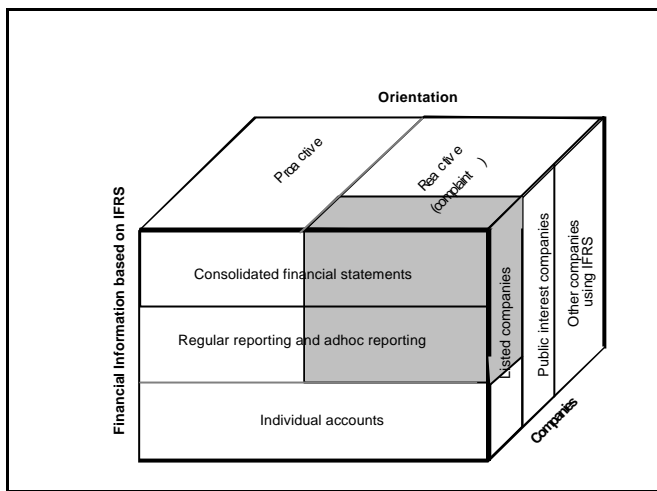 Orientation
Proactive
Reactive
(complaint )
Financial Information based on IFRS
Consolidated financial statements
Regular reporting and adhoc reporting
Individual accounts
Listed companies
Public interest companies
Other companies
using IFRS
Companies